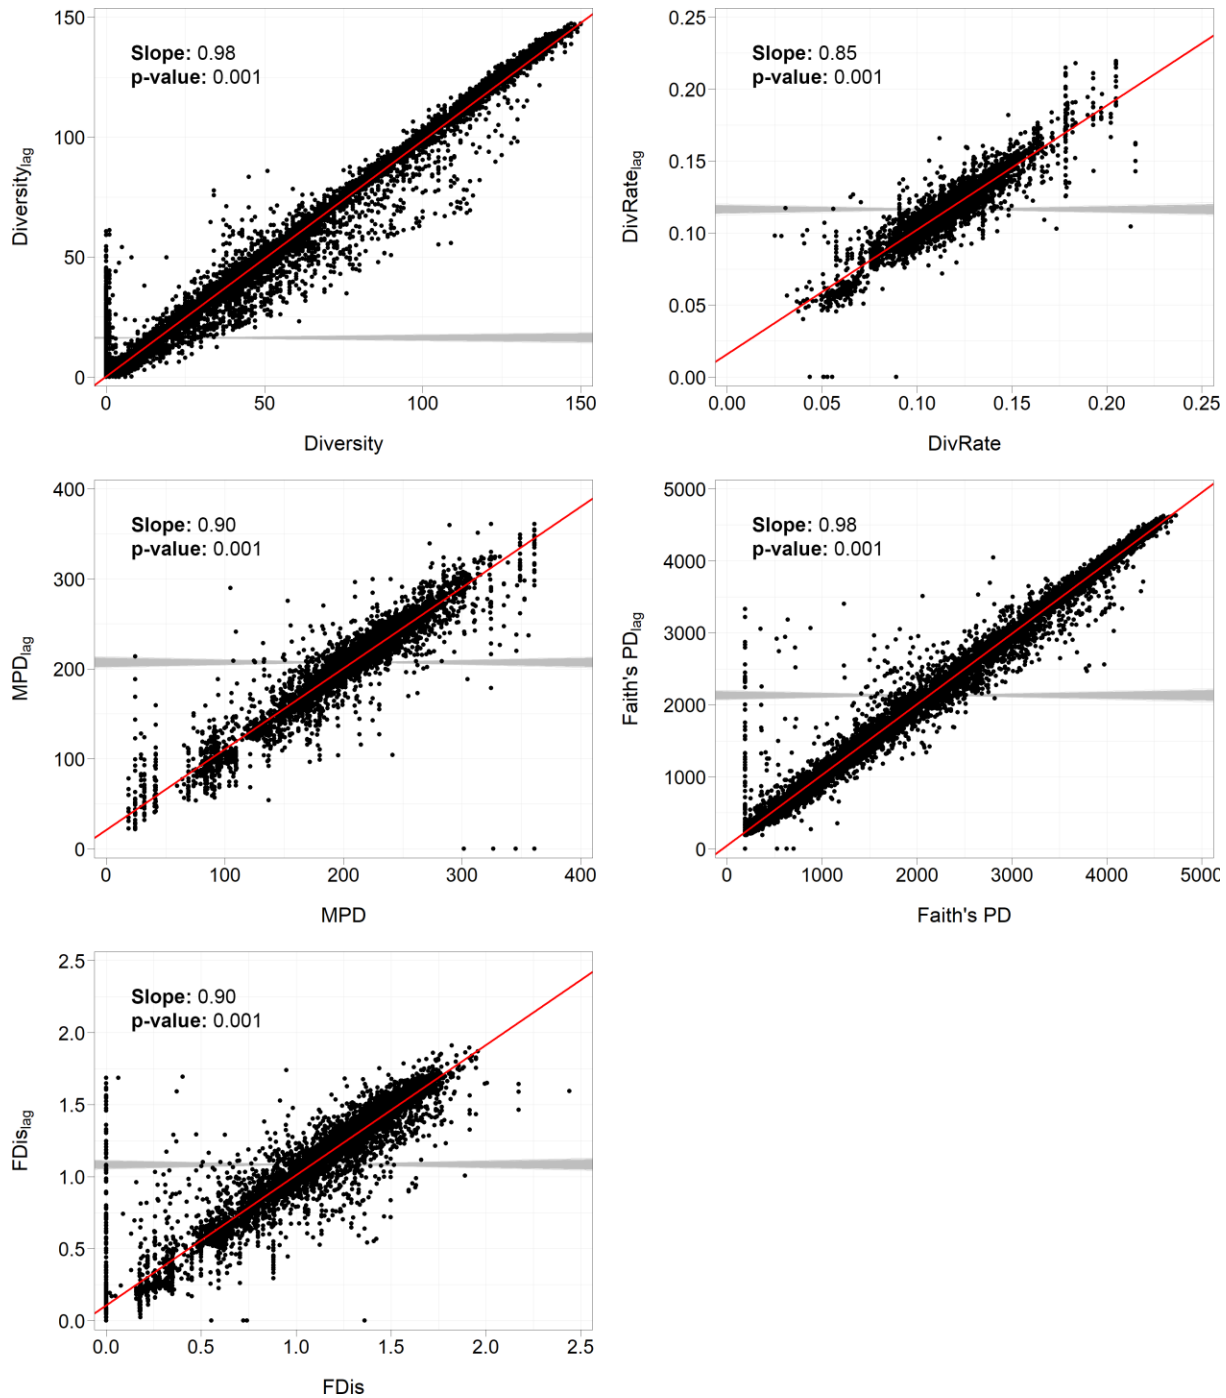 Slope: 0.98
p-value: 0.001
150
100
50
0
Diversitylag
0
50
100
150
Diversity
Slope: 0.85
p-value: 0.001
0.25
0.20
0.15
0.10
0.05
0.00
DivRatelag
0.00
0.05
0.10
0.15
0.20
0.25
DivRate
Slope: 0.90
p-value: 0.001
400
300
200
100
0
MPDlag
0
100
200
300
400
MPD
Slope: 0.98
p-value: 0.001
5000
4000
3000
2000
1000
0
Faith's PDlag
0
1000
2000
3000
4000
5000
Faith's PD
Slope: 0.90
p-value: 0.001
2.5
2.0
1.5
1.0
0.5
0.0
FDislag
0.0
0.5
1.0
1.5
2.0
2.5
FDis